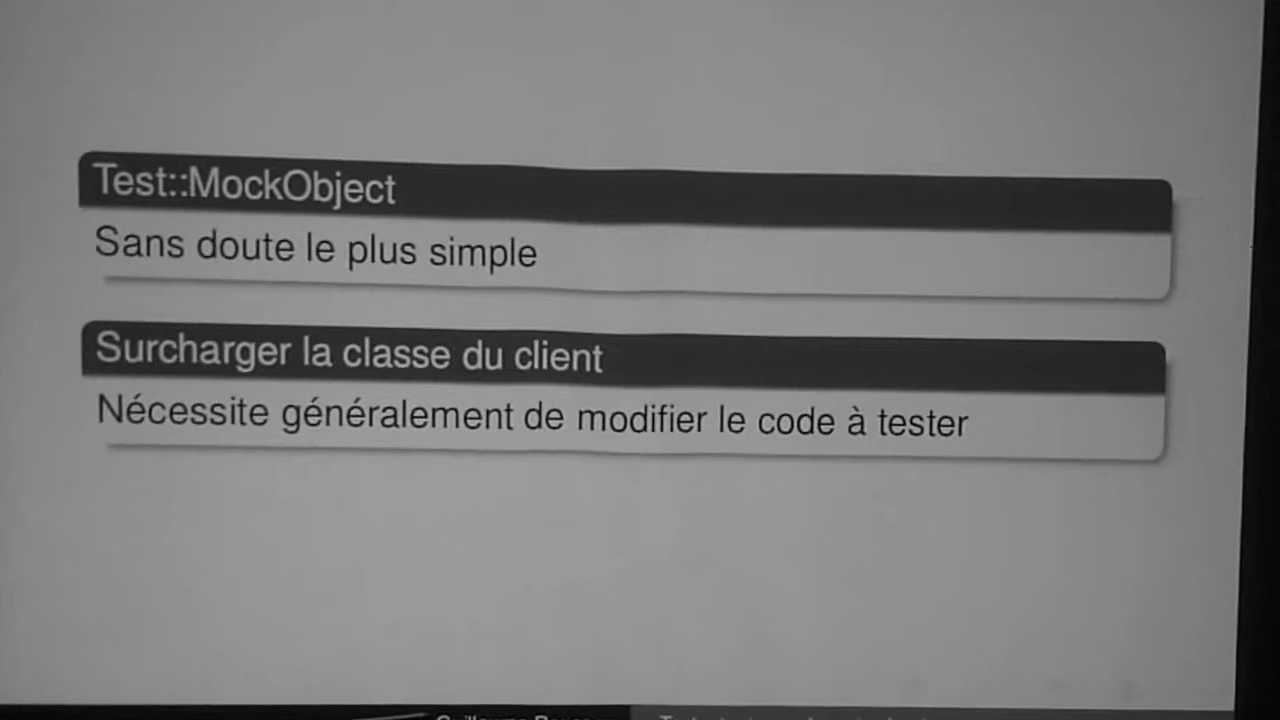 Test::MockObject
Sans doute le plus simple
Surcharger la classe du client
Nécessite généralement de modifier le code à tester